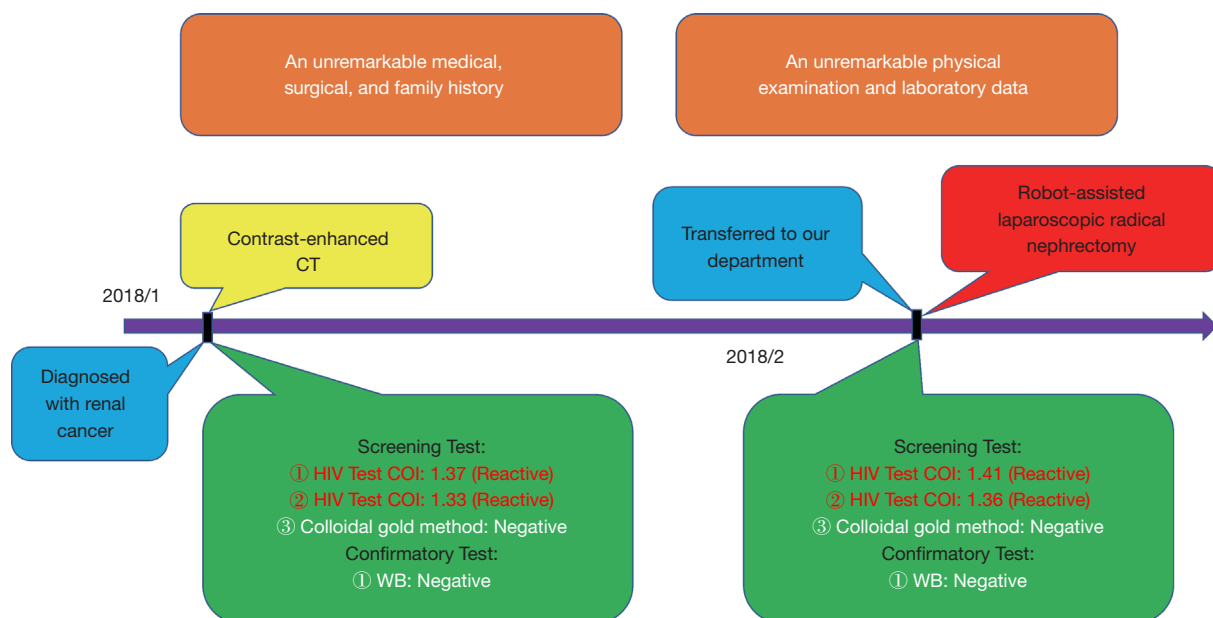 An unremarkable medical,
surgical, and family history
An unremarkable physical
examination and laboratory data
Contrast-enhanced
CT
Transferred to our
department
Robot-assisted
laparoscopic radical
nephrectomy
2018/1
2018/2
Diagnosed
with renal
cancer
Screening Test:
① HIV Test COI: 1.37 (Reactive)
② HIV Test COI: 1.33 (Reactive)
③ Colloidal gold method: Negative
Confirmatory Test:
① WB: Negative
Screening Test:
① HIV Test COI: 1.41 (Reactive)
② HIV Test COI: 1.36 (Reactive)
③ Colloidal gold method: Negative
Confirmatory Test:
① WB: Negative